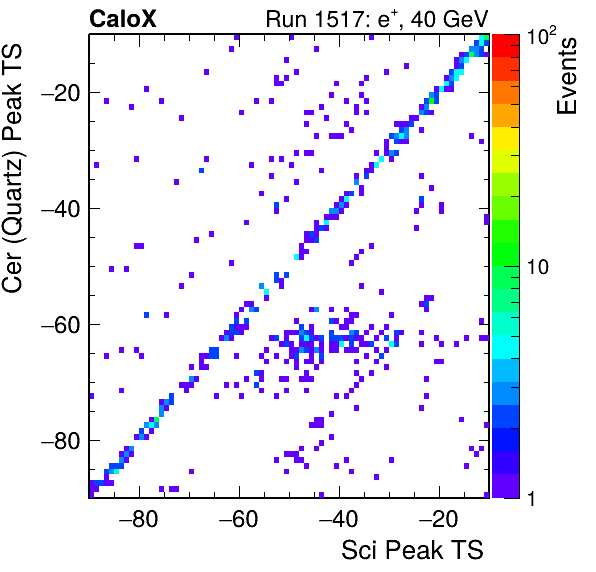 CaloX Run 1517: e⁺, 40 GeV
Cer (Quartz) Peak TS
−20
−40
−60
−80
−80 −60 −40 −20
Sci Peak TS
10²
10
1
Events